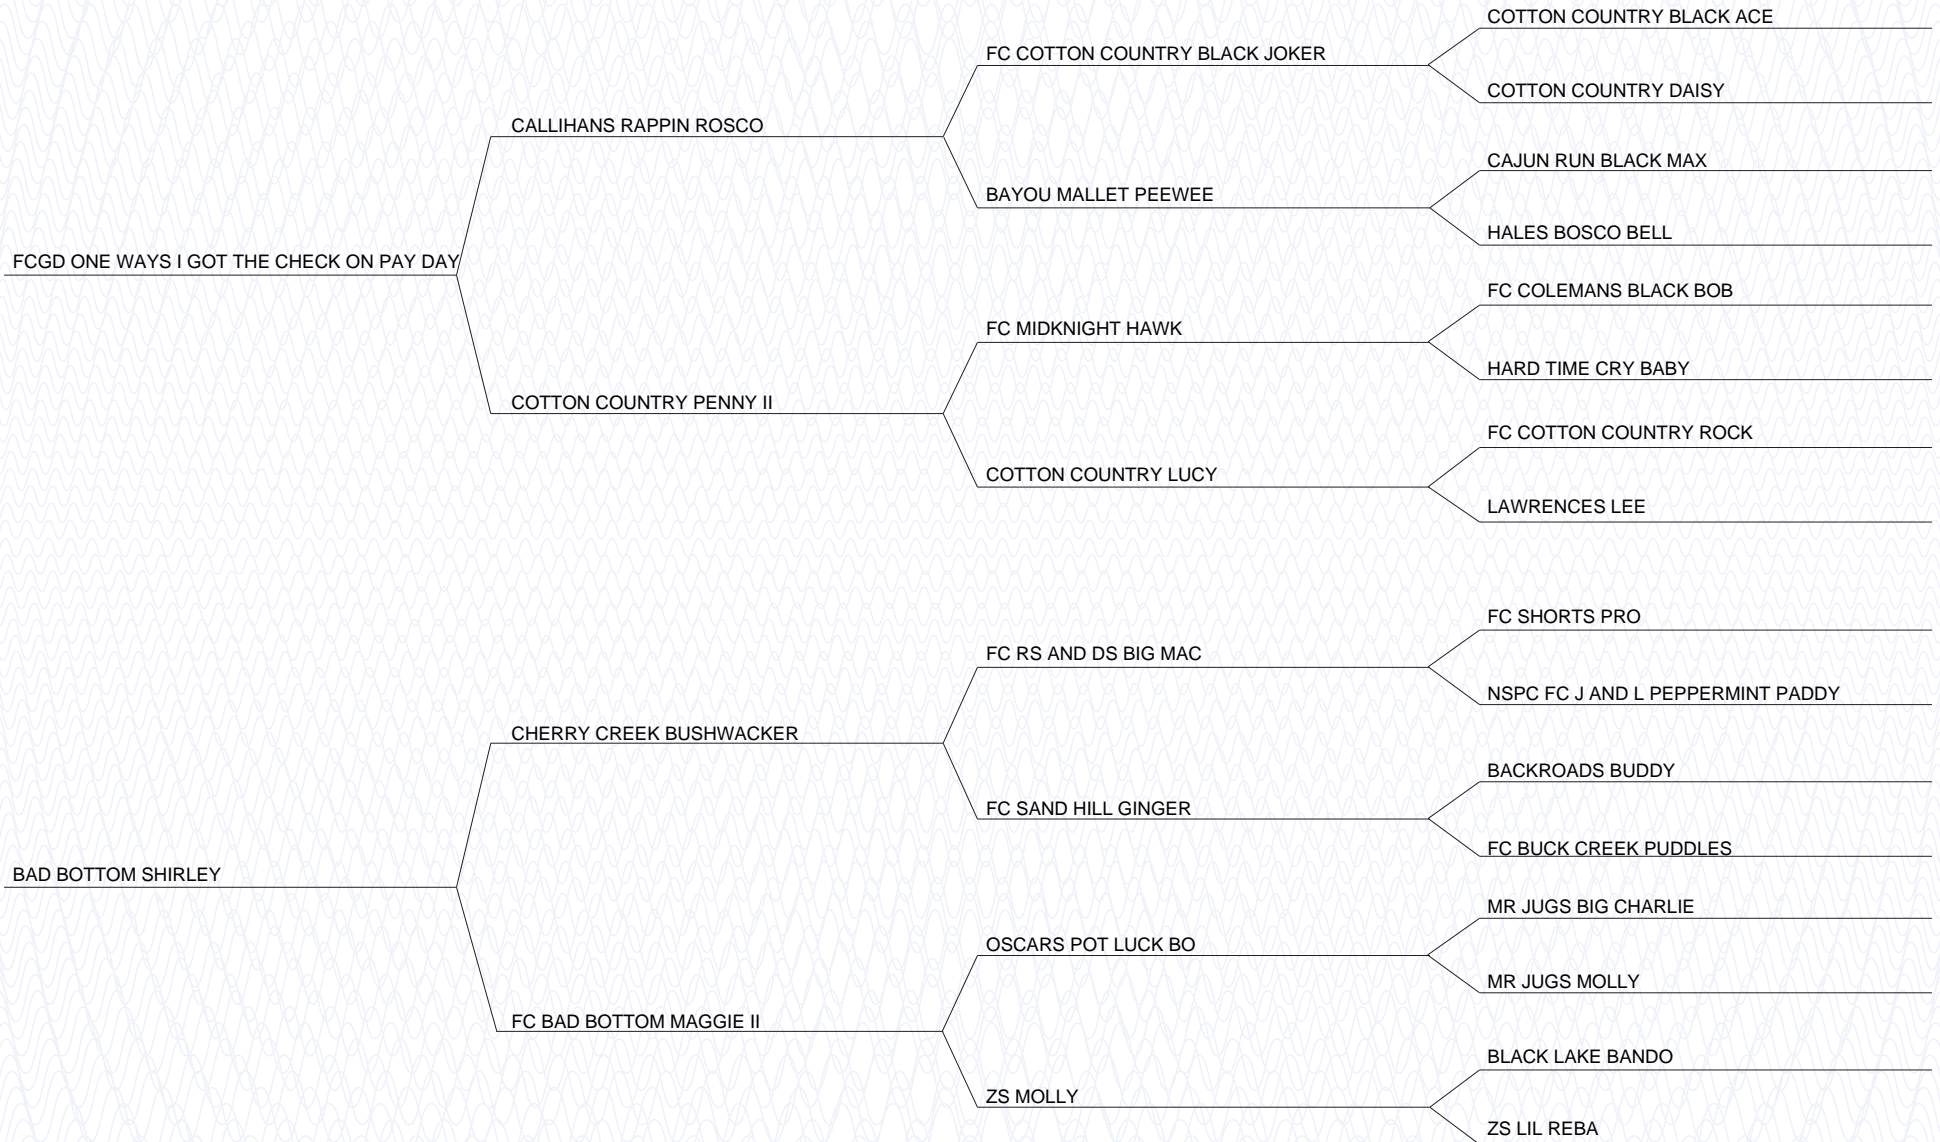 COTTON COUNTRY BLACK ACE
FC COTTON COUNTRY BLACK JOKER
COTTON COUNTRY DAISY
CALLIHANS RAPPIN ROSCO
CAJUN RUN BLACK MAX
BAYOU MALLET PEEWEE
HALES BOSCO BELL
FCGD ONE WAYS I GOT THE CHECK ON PAY DAY
FC COLEMANS BLACK BOB
FC MIDKNIGHT HAWK
HARD TIME CRY BABY
COTTON COUNTRY PENNY II
FC COTTON COUNTRY ROCK
COTTON COUNTRY LUCY
LAWRENCES LEE
FC SHORTS PRO
FC RS AND DS BIG MAC
NSPC FC J AND L PEPPERMINT PADDY
CHERRY CREEK BUSHWACKER
BACKROADS BUDDY
FC SAND HILL GINGER
FC BUCK CREEK PUDDLES
BAD BOTTOM SHIRLEY
MR JUGS BIG CHARLIE
OSCARS POT LUCK BO
MR JUGS MOLLY
FC BAD BOTTOM MAGGIE II
BLACK LAKE BANDO
ZS MOLLY
ZS LIL REBA